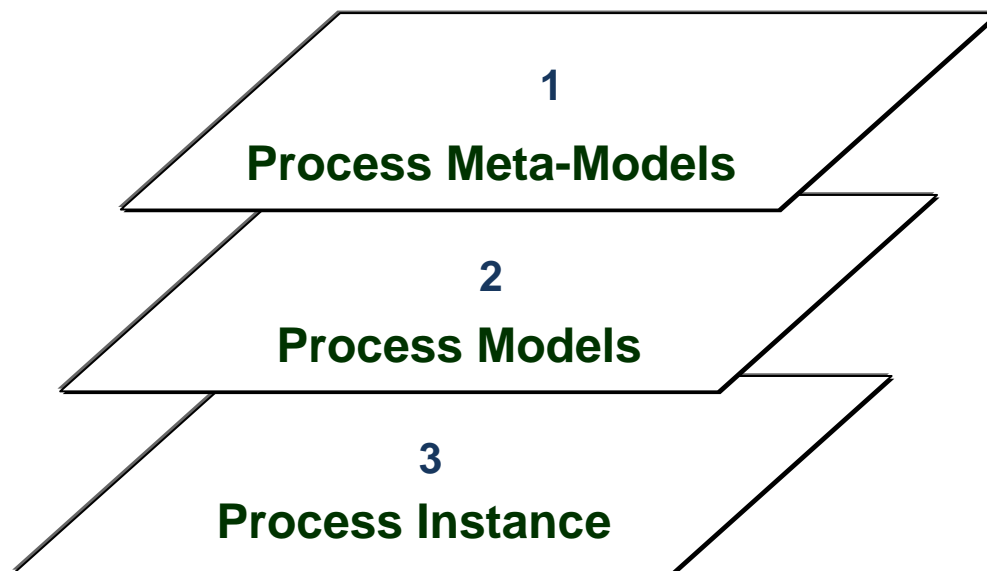 1
Process Meta-Models
2
Process Models
3
Process Instance